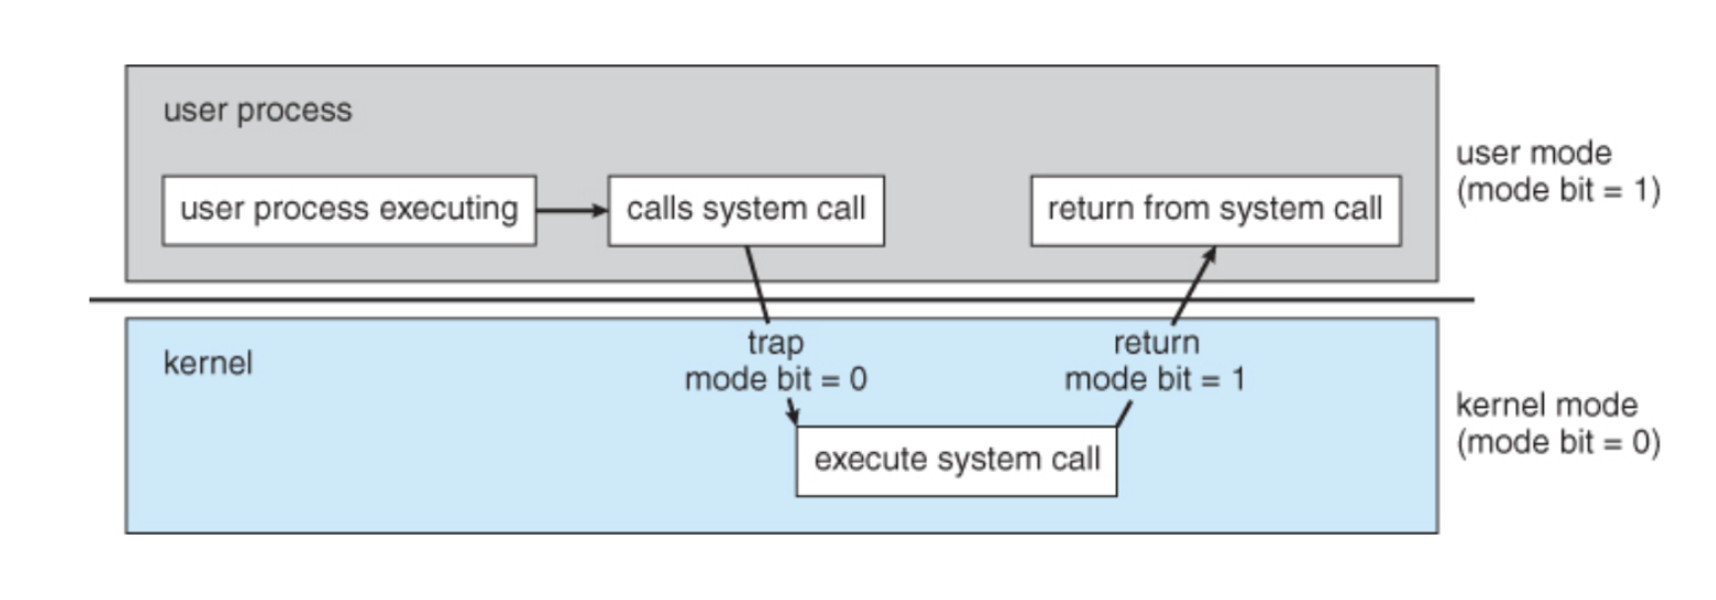 user process
user process executing
calls system call
return from system call
user mode
(mode bit = 1)
kernel
trap
mode bit = 0
return
mode bit = 1
execute system call
kernel mode
(mode bit = 0)